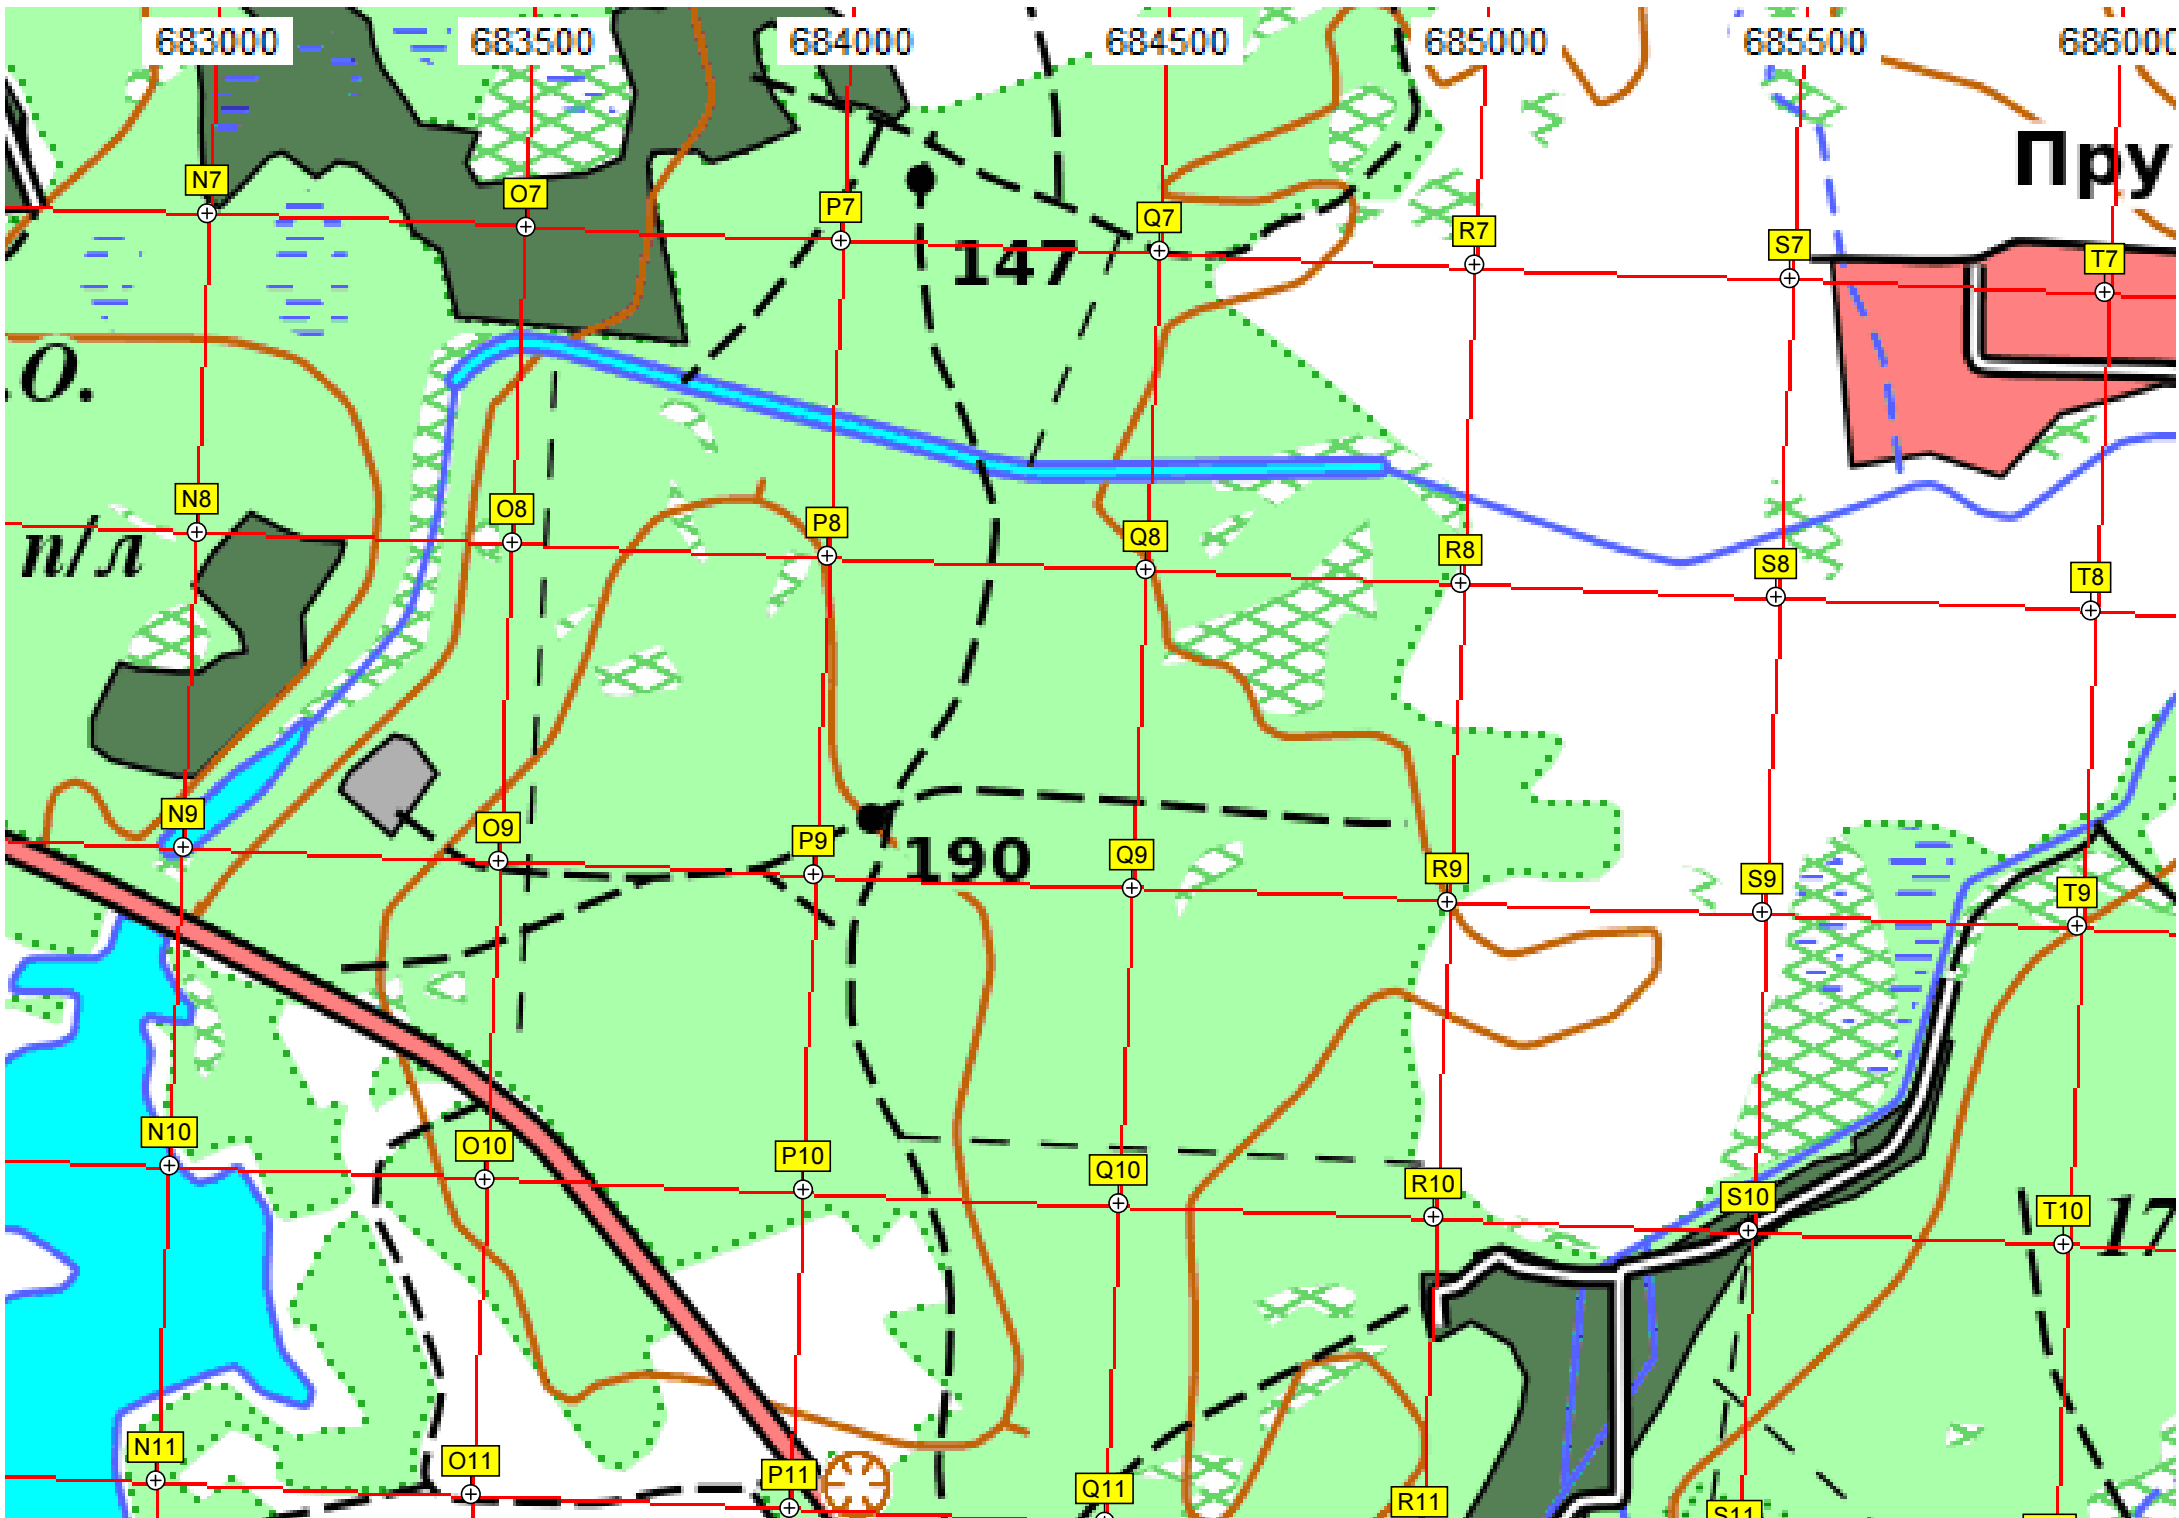 683000 683500 684000 684500 685000 685500 686000
Пру
N7 O7 P7 Q7 R7 S7 T7
147
.О.
N8 O8 P8 Q8 R8 S8 T8
п/л
N9 O9 P9 Q9 R9 S9 T9
190
N10 O10 P10 Q10 R10 S10 T10
17
N11 O11 P11 Q11 R11 S11